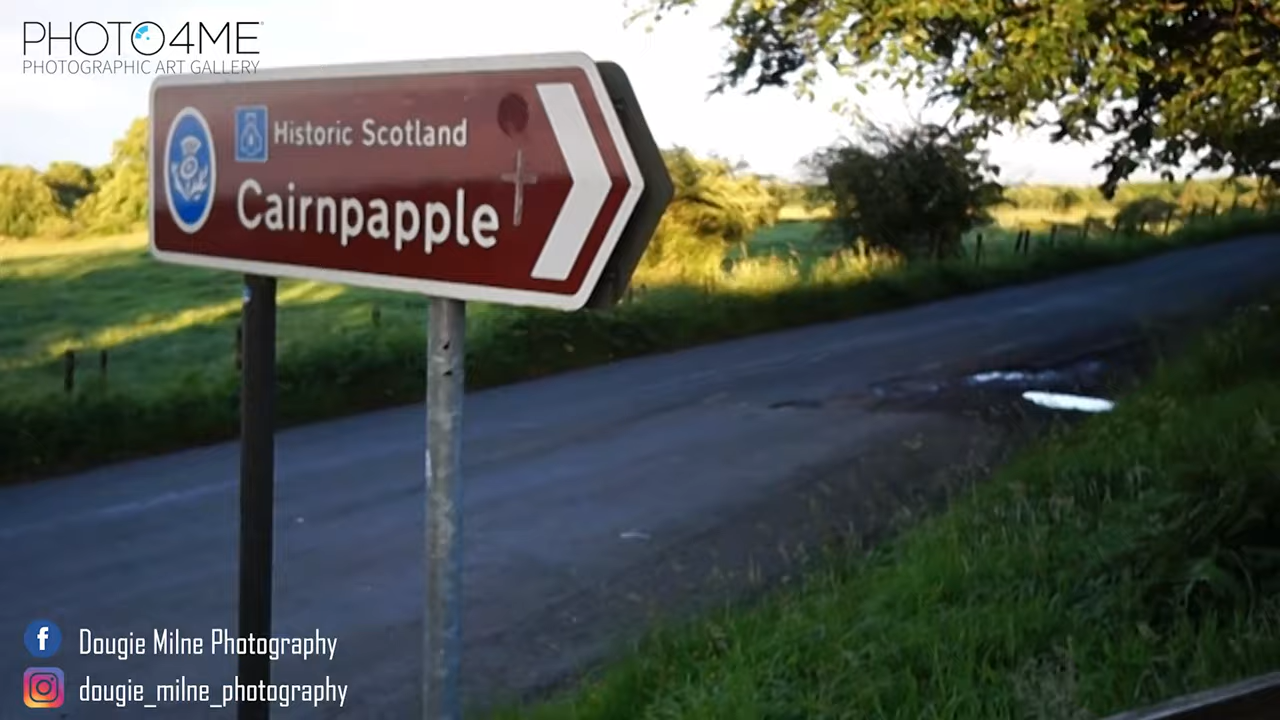 PHOTO4ME
PHOTOGRAPHIC ART GALLERY
Historic Scotland
Cairnpapple
Dougie Milne Photography
dougie_milne_photography